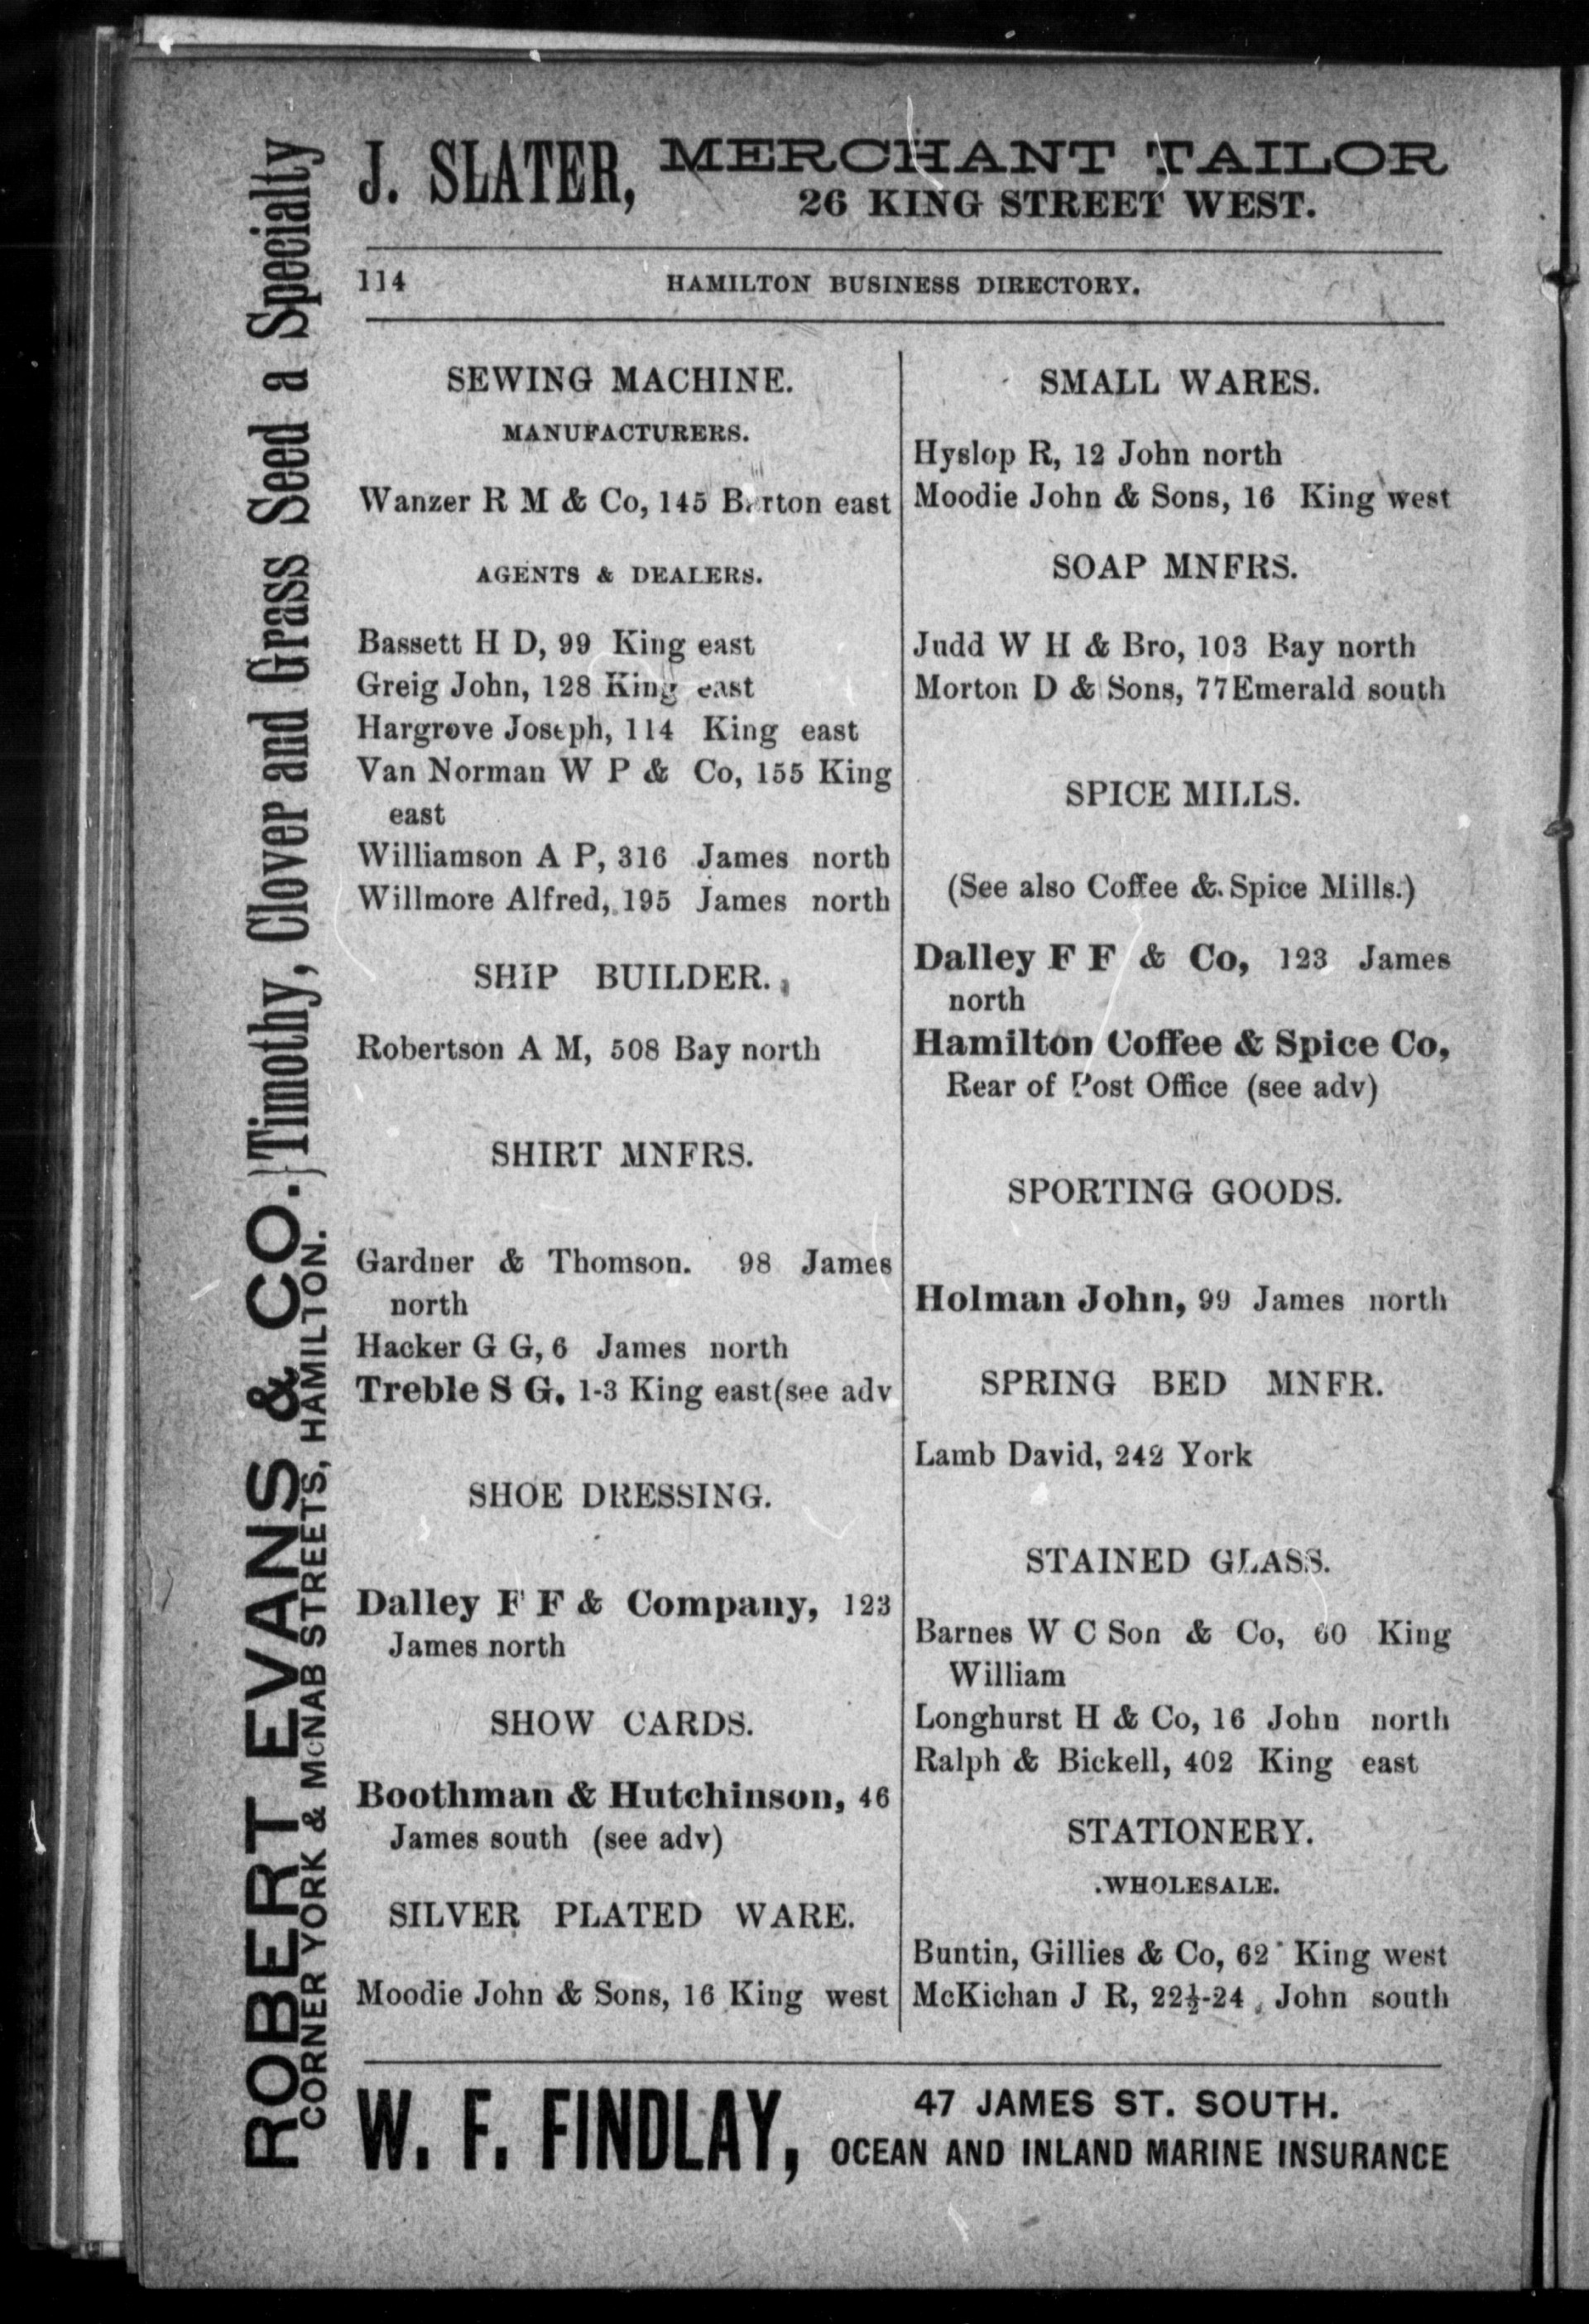 J. SLATER, MERCHANT TAILOR
26 KING STREET WEST.
114 HAMILTON BUSINESS DIRECTORY.
SEWING MACHINE.
MANUFACTURERS.
Wanzer R M & Co, 145 Barton east
AGENTS & DEALERS.
Bassett H D, 99 King east
Greig John, 128 King east
Hargrove Joseph, 114 King east
Van Norman W P & Co, 155 King
east
Williamson A P, 316 James north
Willmore Alfred, 195 James north
SHIP BUILDER.
Robertson A M, 508 Bay north
SHIRT MNFRS.
Gardner & Thomson. 98 James
north
Hacker G G, 6 James north
Treble S G, 1-3 King east(see adv
SHOE DRESSING.
Dalley F F & Company, 123
James north
SHOW CARDS.
Boothman & Hutchinson, 46
James south (see adv)
SILVER PLATED WARE.
Moodie John & Sons, 16 King west
SMALL WARES.
Hyslop R, 12 John north
Moodie John & Sons, 16 King west
SOAP MNFRS.
Judd W H & Bro, 103 Bay north
Morton D & Sons, 77 Emerald south
SPICE MILLS.
(See also Coffee & Spice Mills.)
Dalley F F & Co, 123 James
north
Hamilton Coffee & Spice Co,
Rear of Post Office (see adv)
SPORTING GOODS.
Holman John, 99 James north
SPRING BED MNFR.
Lamb David, 242 York
STAINED GLASS.
Barnes W C Son & Co, 60 King
William
Longhurst H & Co, 16 John north
Ralph & Bickell, 402 King east
STATIONERY.
WHOLESALE.
Buntin, Gillies & Co, 62 King west
McKichan J R, 22½-24 John south
W. F. FINDLAY, 47 JAMES ST. SOUTH.
OCEAN AND INLAND MARINE INSURANCE
ROBERT EVANS & CO.} Timothy, Clover and Grass Seed a Specialty
CORNER YORK & McNAB STREETS, HAMILTON.